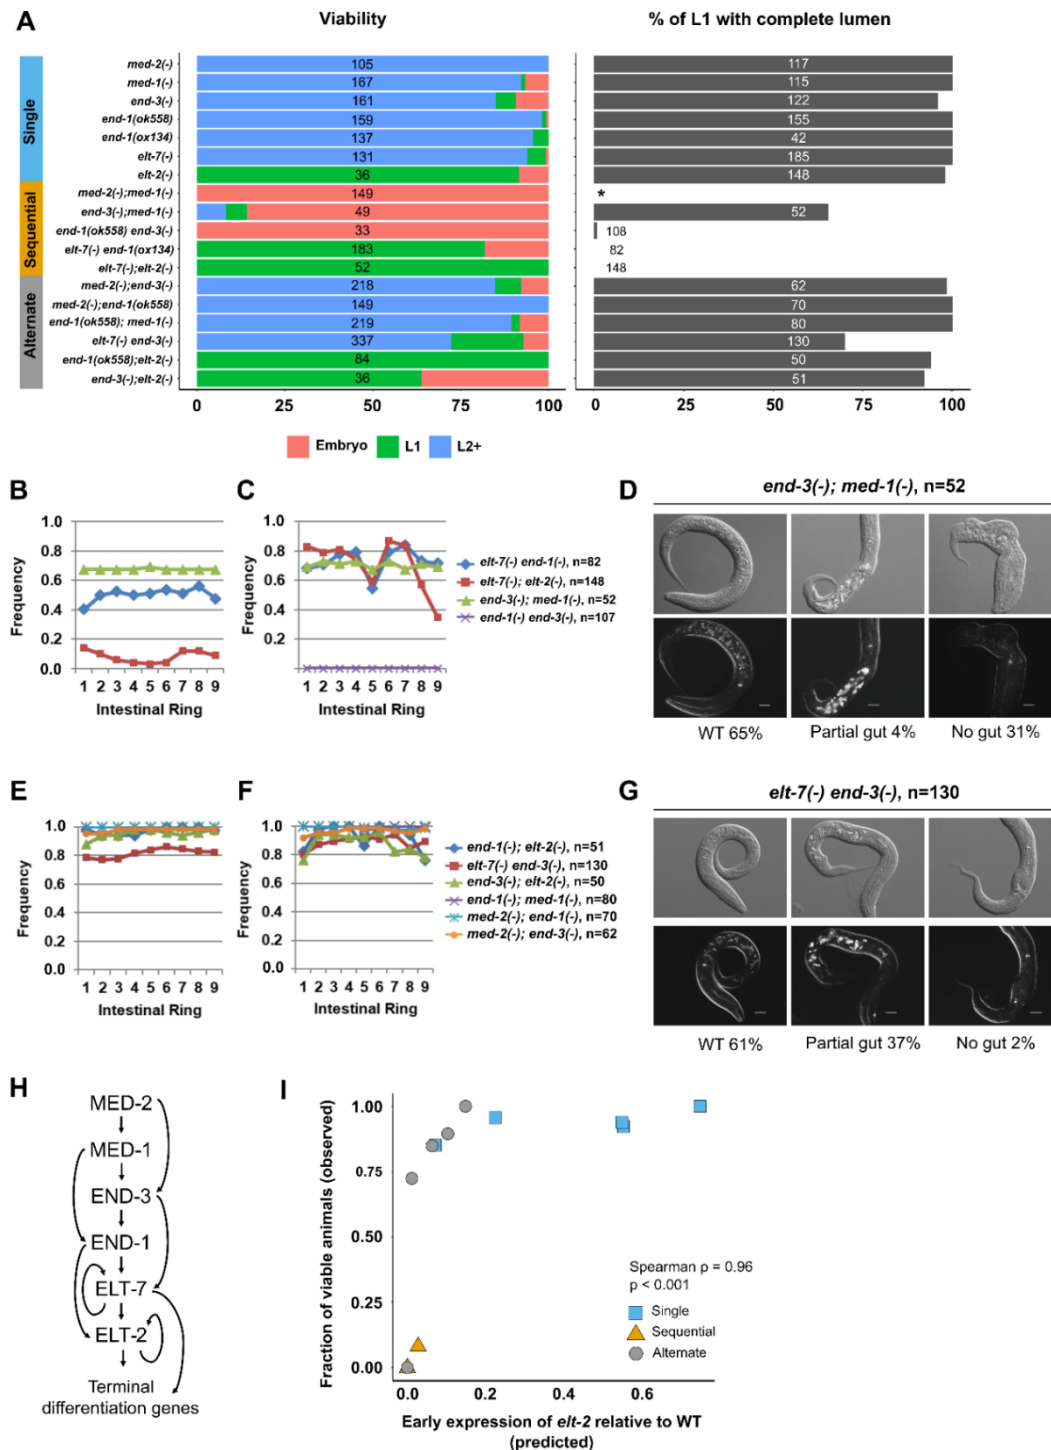 A
Viability
% of L1 with complete lumen
Single
Sequential
Alternate
med-2(-) 105 117
med-1(-) 167 115
end-3(-) 161 122
end-1(ok558) 159 155
end-1(ox134) 137 42
elt-7(-) 131 185
elt-2(-) 36 148
med-2(-);med-1(-) 149 *
end-3(-);med-1(-) 49 52
end-1(ok558) end-3(-) 33 108
elt-7(-) end-1(ox134) 183 82
elt-7(-);elt-2(-) 52 148
med-2(-);end-3(-) 218 62
med-2(-);end-1(ok558) 149 70
end-1(ok558); med-1(-) 219 80
elt-7(-) end-3(-) 337 130
end-1(ok558);elt-2(-) 84 50
end-3(-);elt-2(-) 36 51
0 25 50 75 100
0 25 50 75 100
Embryo L1 L2+
B
Frequency
1.0
0.8
0.6
0.4
0.2
0.0
1 2 3 4 5 6 7 8 9
Intestinal Ring
C
Frequency
1.0
0.8
0.6
0.4
0.2
1 2 3 4 5 6 7 8 9
Intestinal Ring
elt-7(-) end-1(-), n=82
elt-7(-); elt-2(-), n=148
end-3(-); med-1(-), n=52
end-1(-) end-3(-), n=107
D
end-3(-); med-1(-), n=52
WT 65%
Partial gut 4%
No gut 31%
E
Frequency
1.0
0.8
0.6
0.4
0.2
0.0
1 2 3 4 5 6 7 8 9
Intestinal Ring
F
Frequency
1.0
0.8
0.6
0.4
0.2
0.0
1 2 3 4 5 6 7 8 9
Intestinal Ring
end-1(-); elt-2(-), n=51
elt-7(-) end-3(-), n=130
end-3(-); elt-2(-), n=50
end-1(-); med-1(-), n=80
med-2(-); end-1(-), n=70
med-2(-); end-3(-), n=62
G
elt-7(-) end-3(-), n=130
WT 61%
Partial gut 37%
No gut 2%
H
MED-2
MED-1
END-3
END-1
ELT-7
ELT-2
Terminal
differentiation genes
I
Fraction of viable animals (observed)
1.00
0.75
0.50
0.25
0.00
0.0 0.2 0.4 0.6
Early expression of elt-2 relative to WT
(predicted)
Spearman ρ = 0.96
p < 0.001
Single
Sequential
Alternate